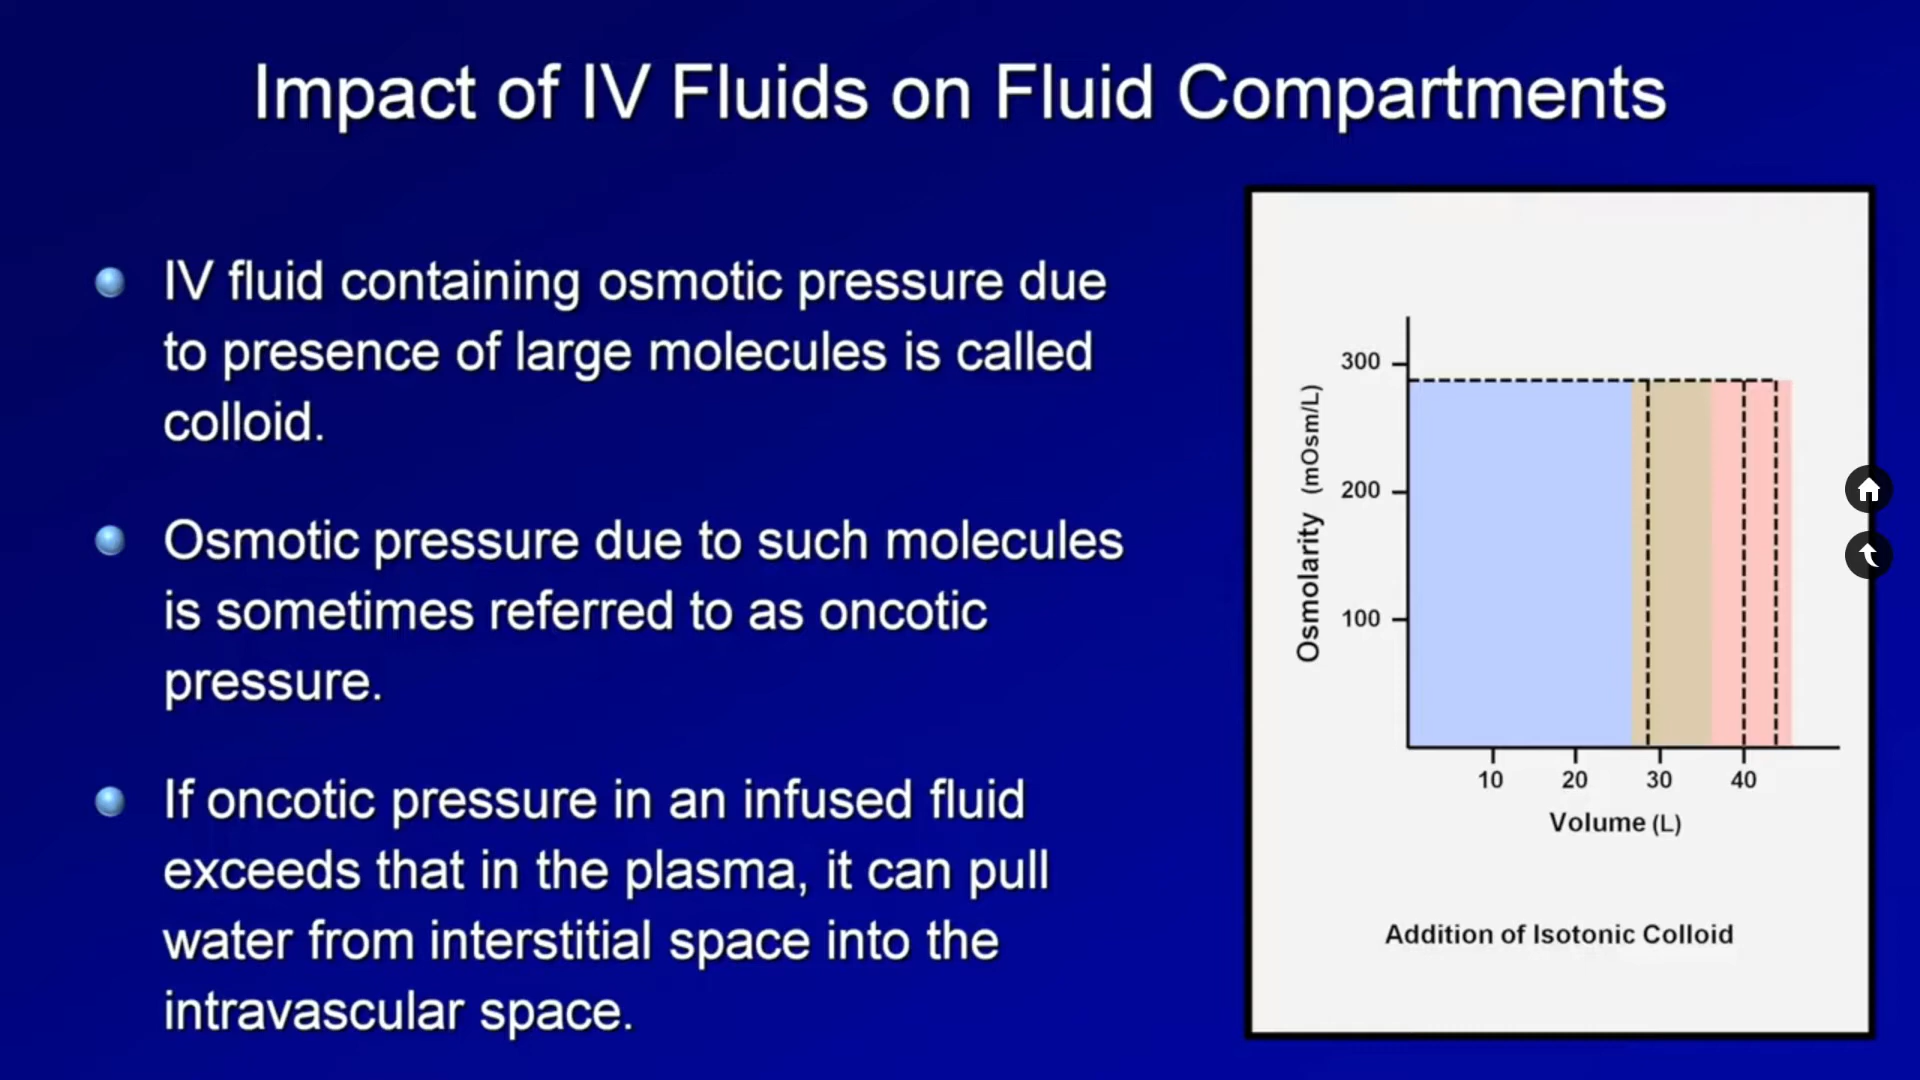 Impact of IV Fluids on Fluid Compartments
IV fluid containing osmotic pressure due
to presence of large molecules is called
colloid.
Osmotic pressure due to such molecules
is sometimes referred to as oncotic
pressure.
If oncotic pressure in an infused fluid
exceeds that in the plasma, it can pull
water from interstitial space into the
intravascular space.
Osmolarity (mOsm/L)
300
200
100
10 20 30 40
Volume (L)
Addition of Isotonic Colloid